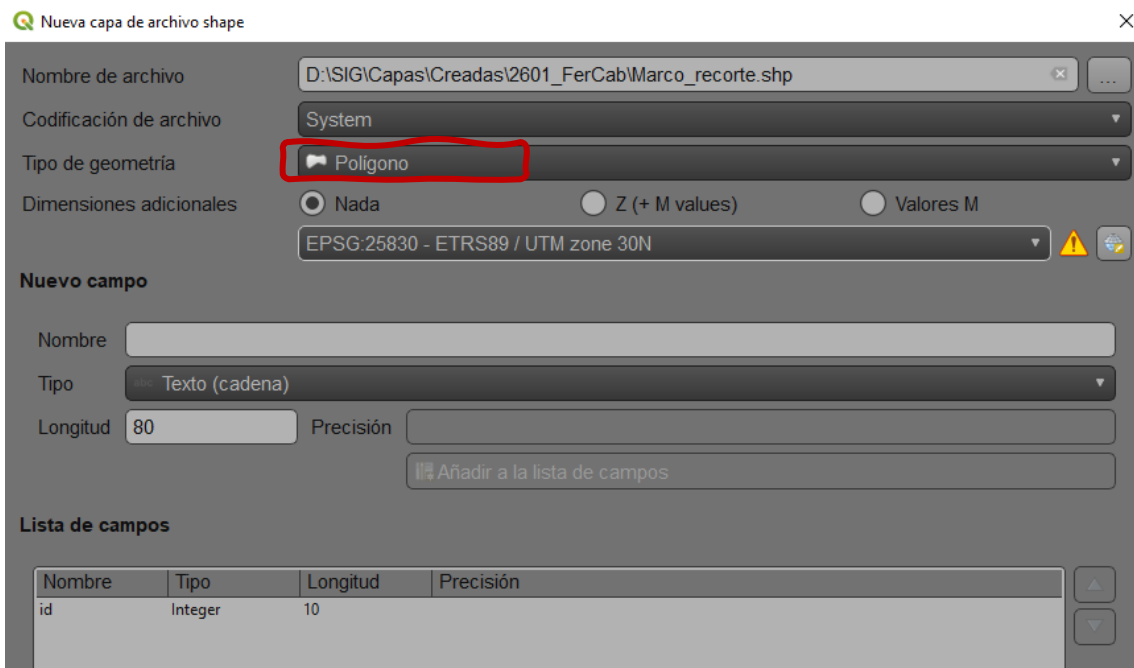 Nueva capa de archivo shape
Nombre de archivo D:\SIG\Capas\Creadas\2601_FerCab\Marco_recorte.shp ...
Codificación de archivo System
Tipo de geometría Polígono
Dimensiones adicionales Nada Z (+ M values) Valores M
EPSG:25830 - ETRS89 / UTM zone 30N
Nuevo campo
Nombre
Tipo abc Texto (cadena)
Longitud 80 Precisión
Añadir a la lista de campos
Lista de campos
Nombre Tipo Longitud Precisión
id Integer 10